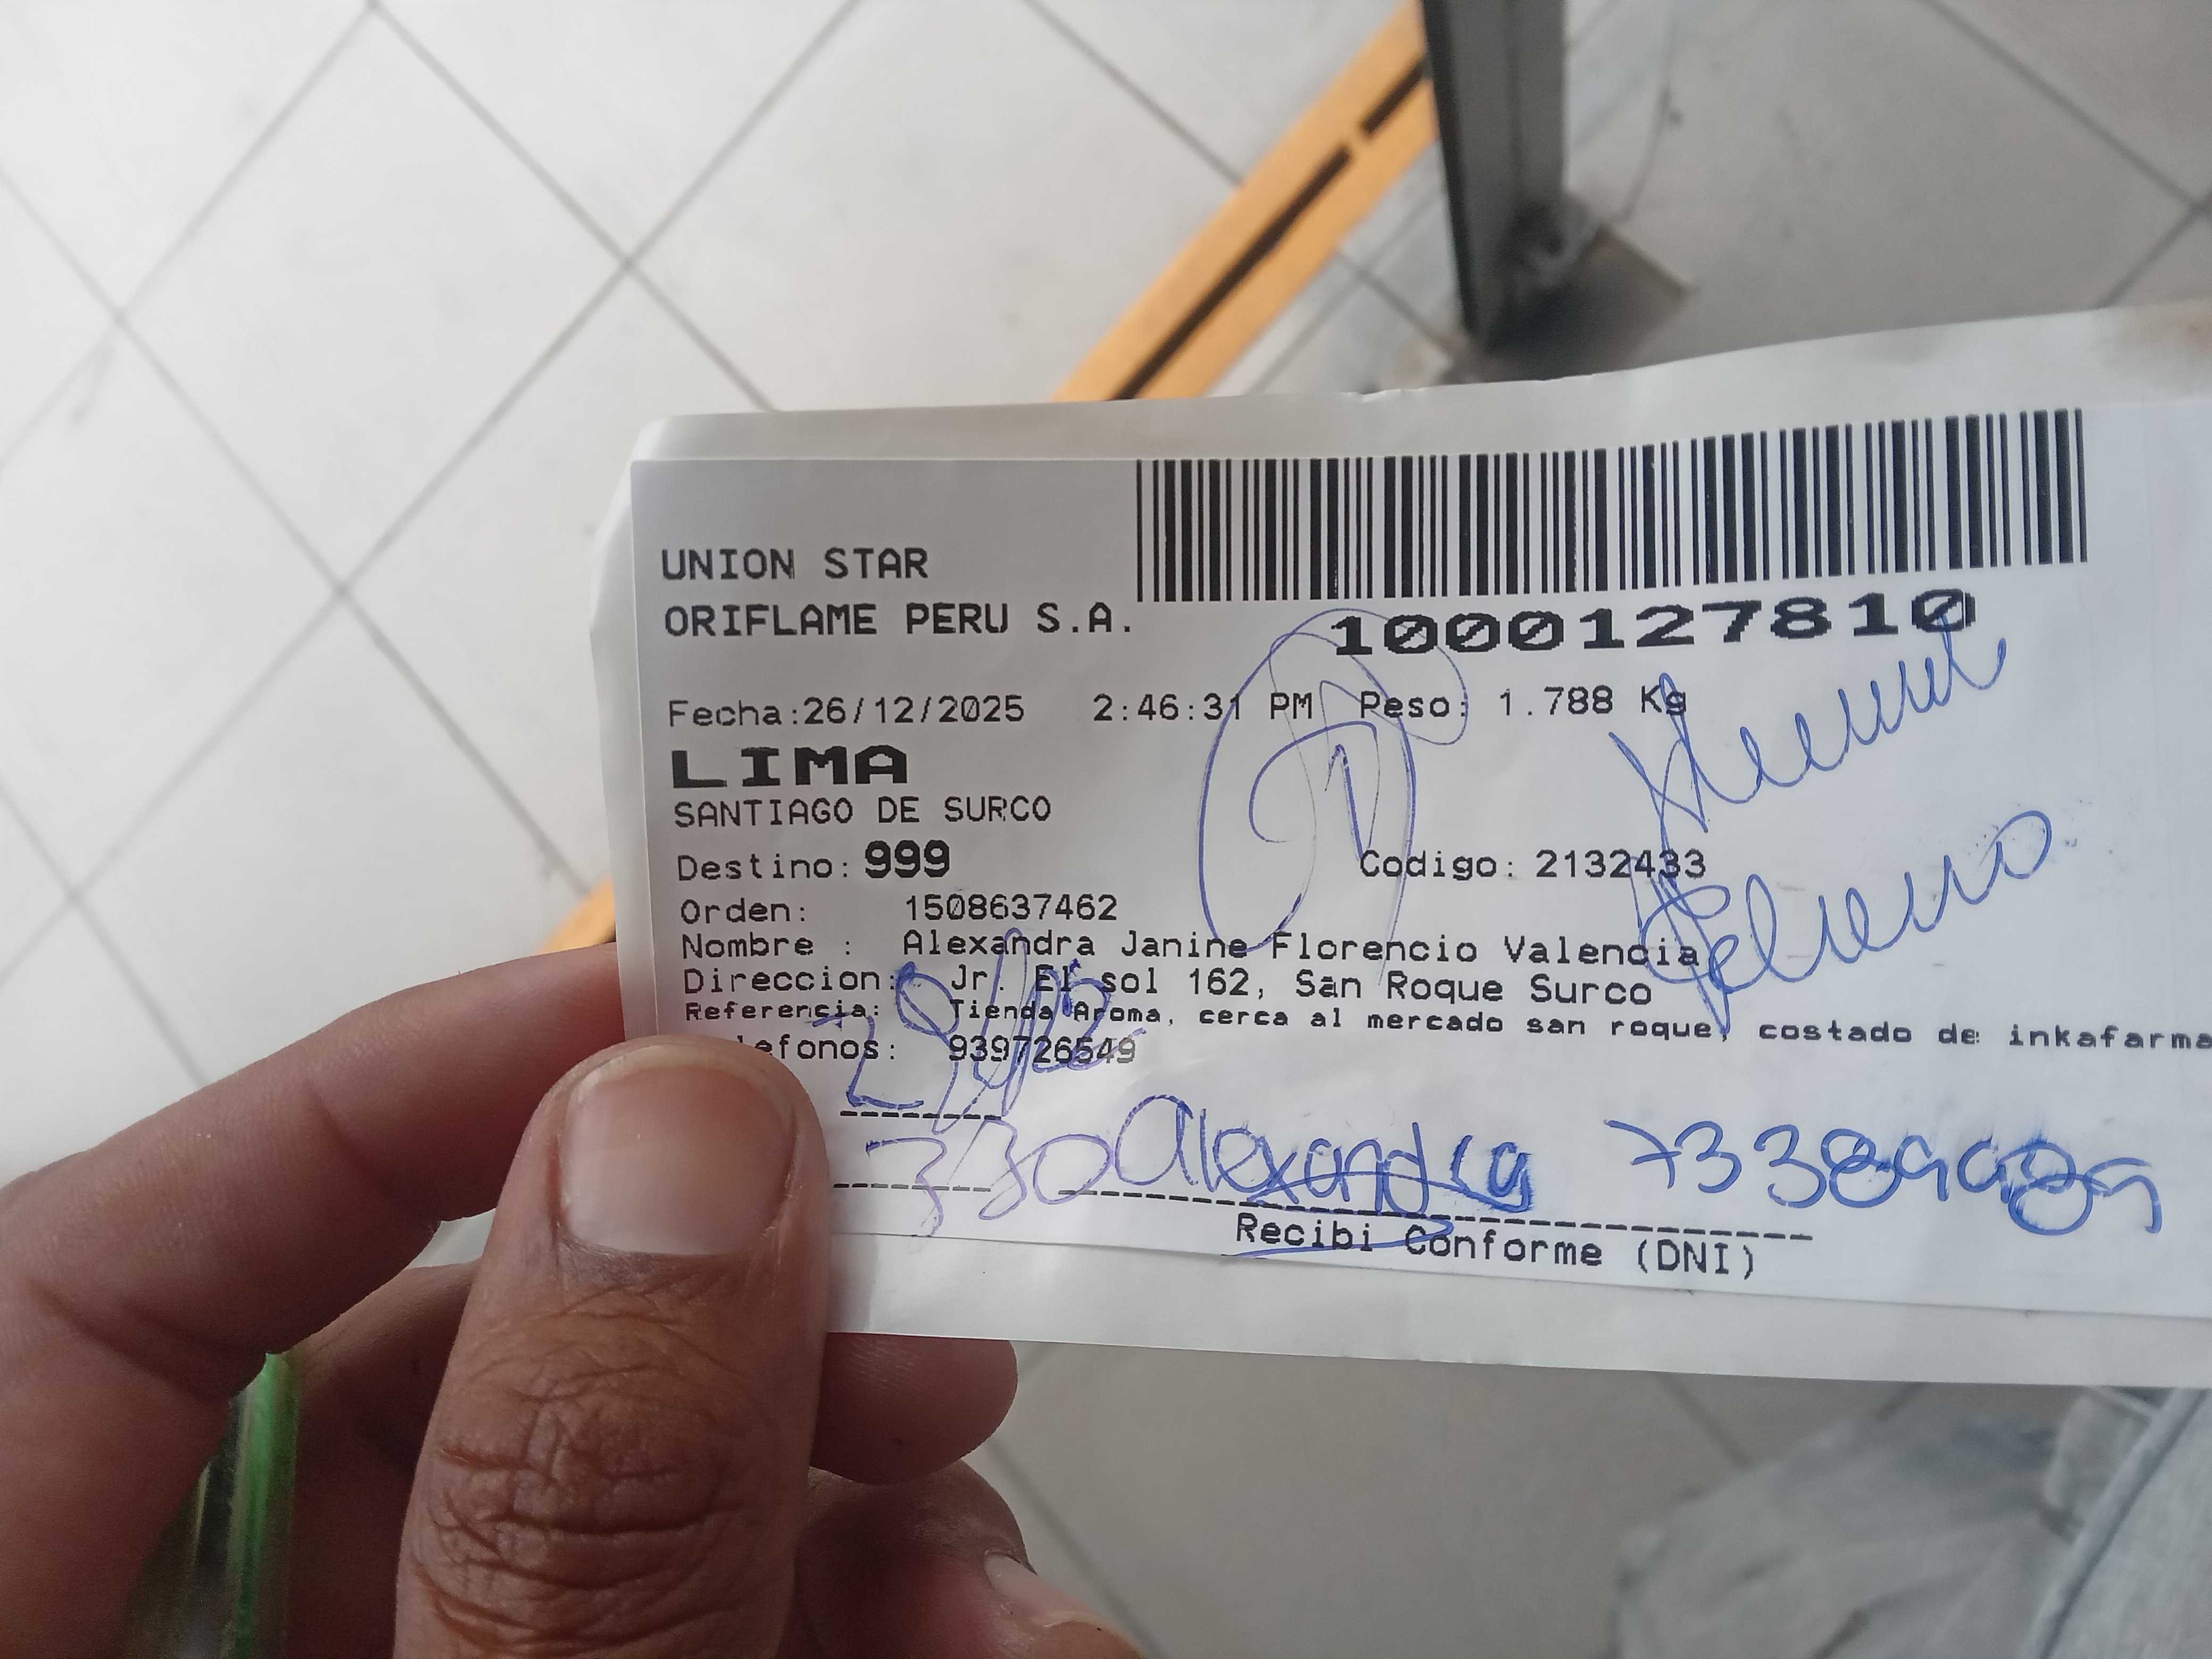 UNION STAR
ORIFLAME PERU S.A.
1000127810
Fecha:26/12/2025 2:46:31 PM Peso: 1.788 Kg
LIMA
SANTIAGO DE SURCO
Destino: 999 Codigo: 2132433
Orden: 1508637462
Nombre : Alexandra Janine Florencio Valencia
Direccion: Jr. El sol 162, San Roque Surco
Referencia: Tienda Aroma, cerca al mercado san roque, costado de inkafarma
efonos: 939726549
Alexandra
Recibi Conforme (DNI)